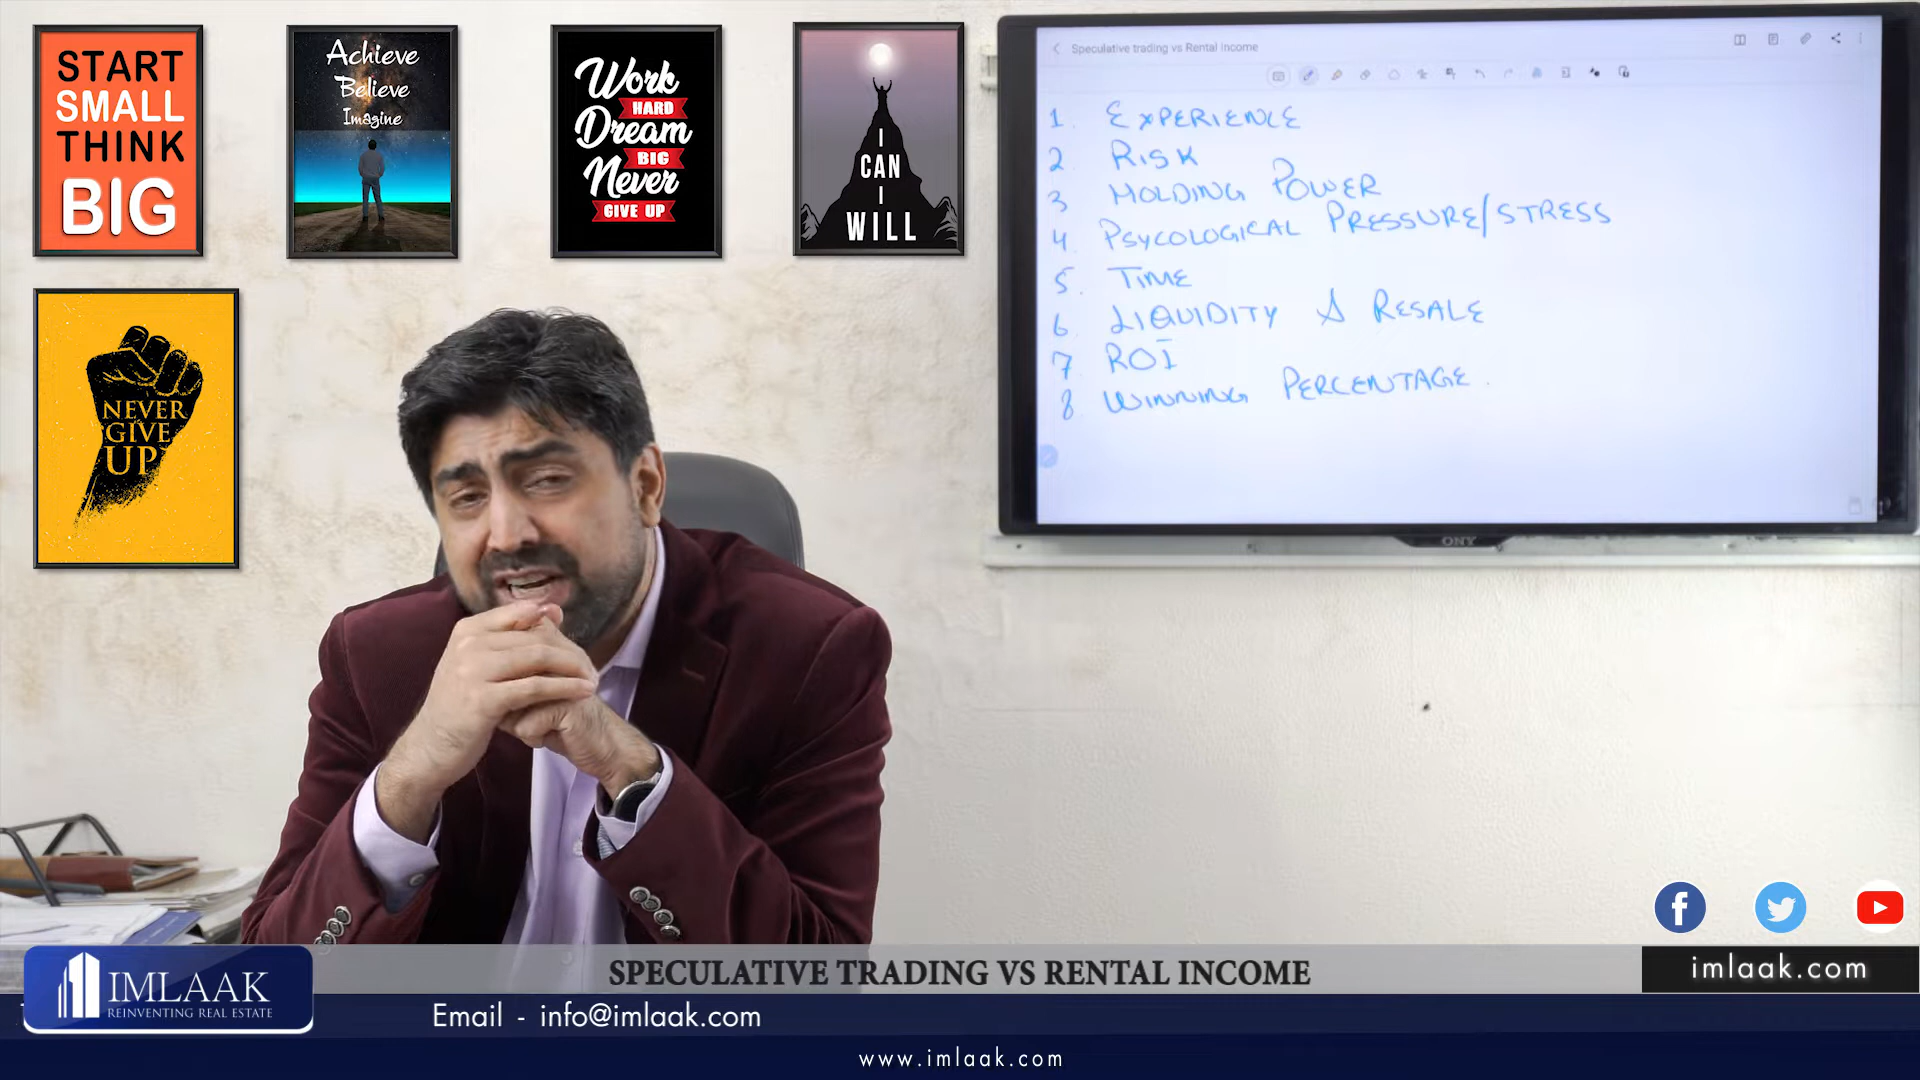 START
SMALL
THINK
BIG
Achieve
Believe
Imagine
Work
HARD
Dream
BIG
Never
GIVE UP
I
CAN
I
WILL
NEVER
GIVE
UP
Speculative trading vs Rental Income
1. EXPERIENCE
2 RISK
3 HOLDING POWER
4. PSYCOLOGICAL PRESSURE/STRESS
5. TIME
6 LIQUIDITY & RESALE
7 ROI
8 WINNING PERCENTAGE.
ONY
IMLAAK
REINVENTING REAL ESTATE
SPECULATIVE TRADING VS RENTAL INCOME
imlaak.com
Email - info@imlaak.com
www.imlaak.com